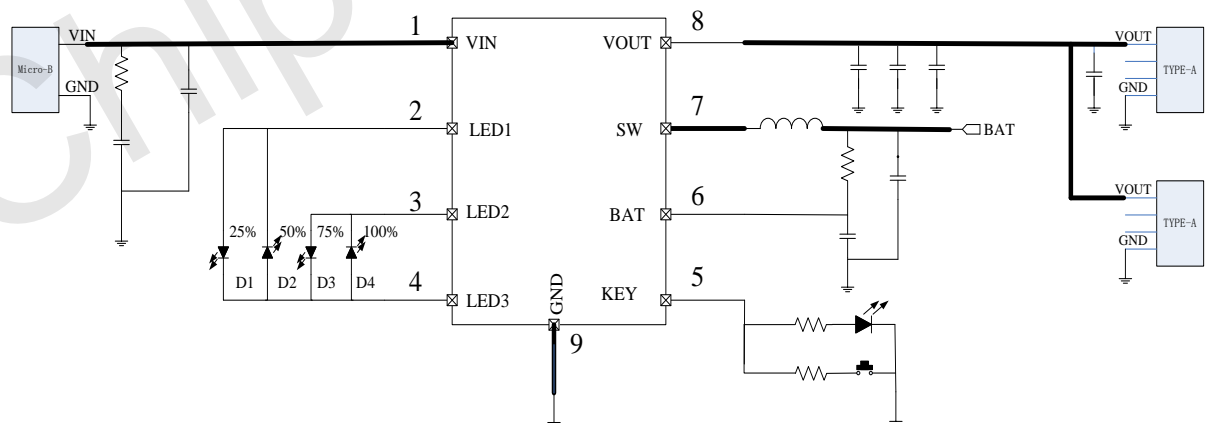 Chip
1
8
VIN
VIN
VOUT
VOUT
Micro-B
GND
TYPE-A
GND
2
7
LED1
SW
BAT
3
6
LED2
BAT
VOUT
TYPE-A
GND
25%
50%
75%
100%
D1
D2
D3
D4
4
5
LED3
GND
KEY
9